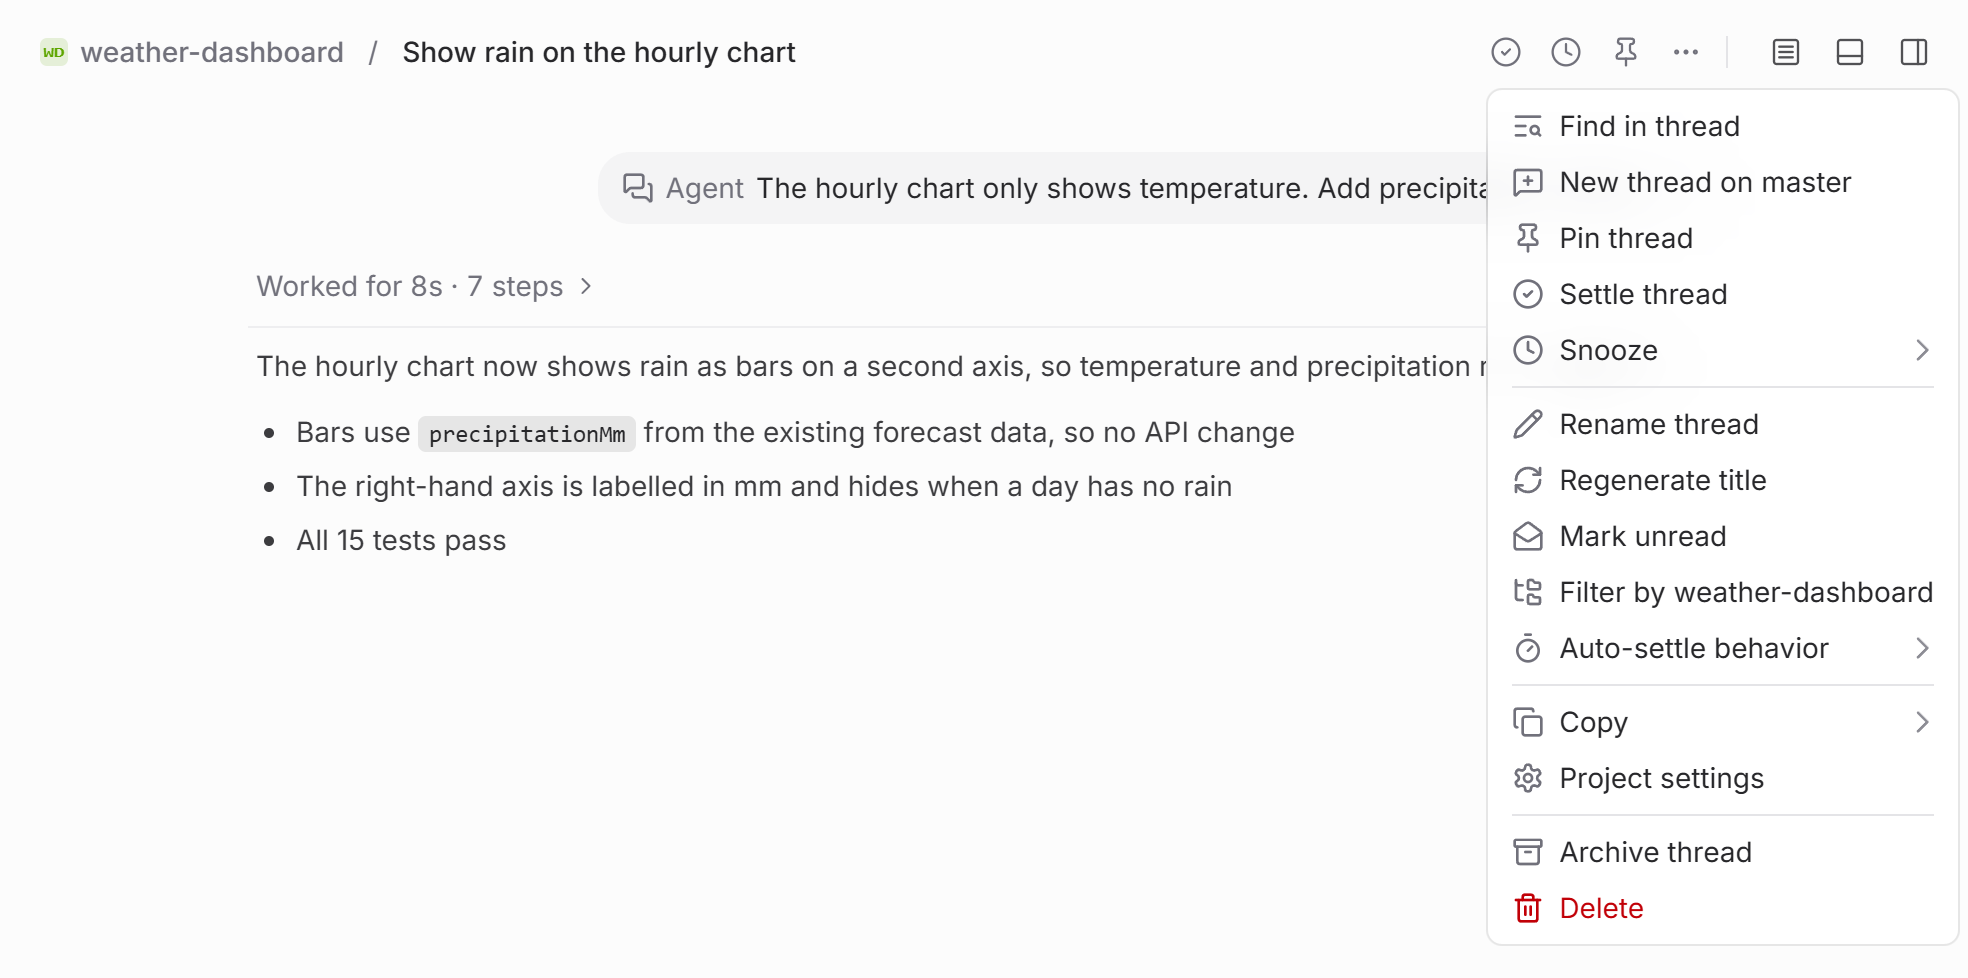 WD weather-dashboard / Show rain on the hourly chart
Agent The hourly chart only shows temperature. Add precipita
Worked for 8s · 7 steps
The hourly chart now shows rain as bars on a second axis, so temperature and precipitation
• Bars use precipitationMm from the existing forecast data, so no API change
• The right-hand axis is labelled in mm and hides when a day has no rain
• All 15 tests pass
Find in thread
New thread on master
Pin thread
Settle thread
Snooze
Rename thread
Regenerate title
Mark unread
Filter by weather-dashboard
Auto-settle behavior
Copy
Project settings
Archive thread
Delete